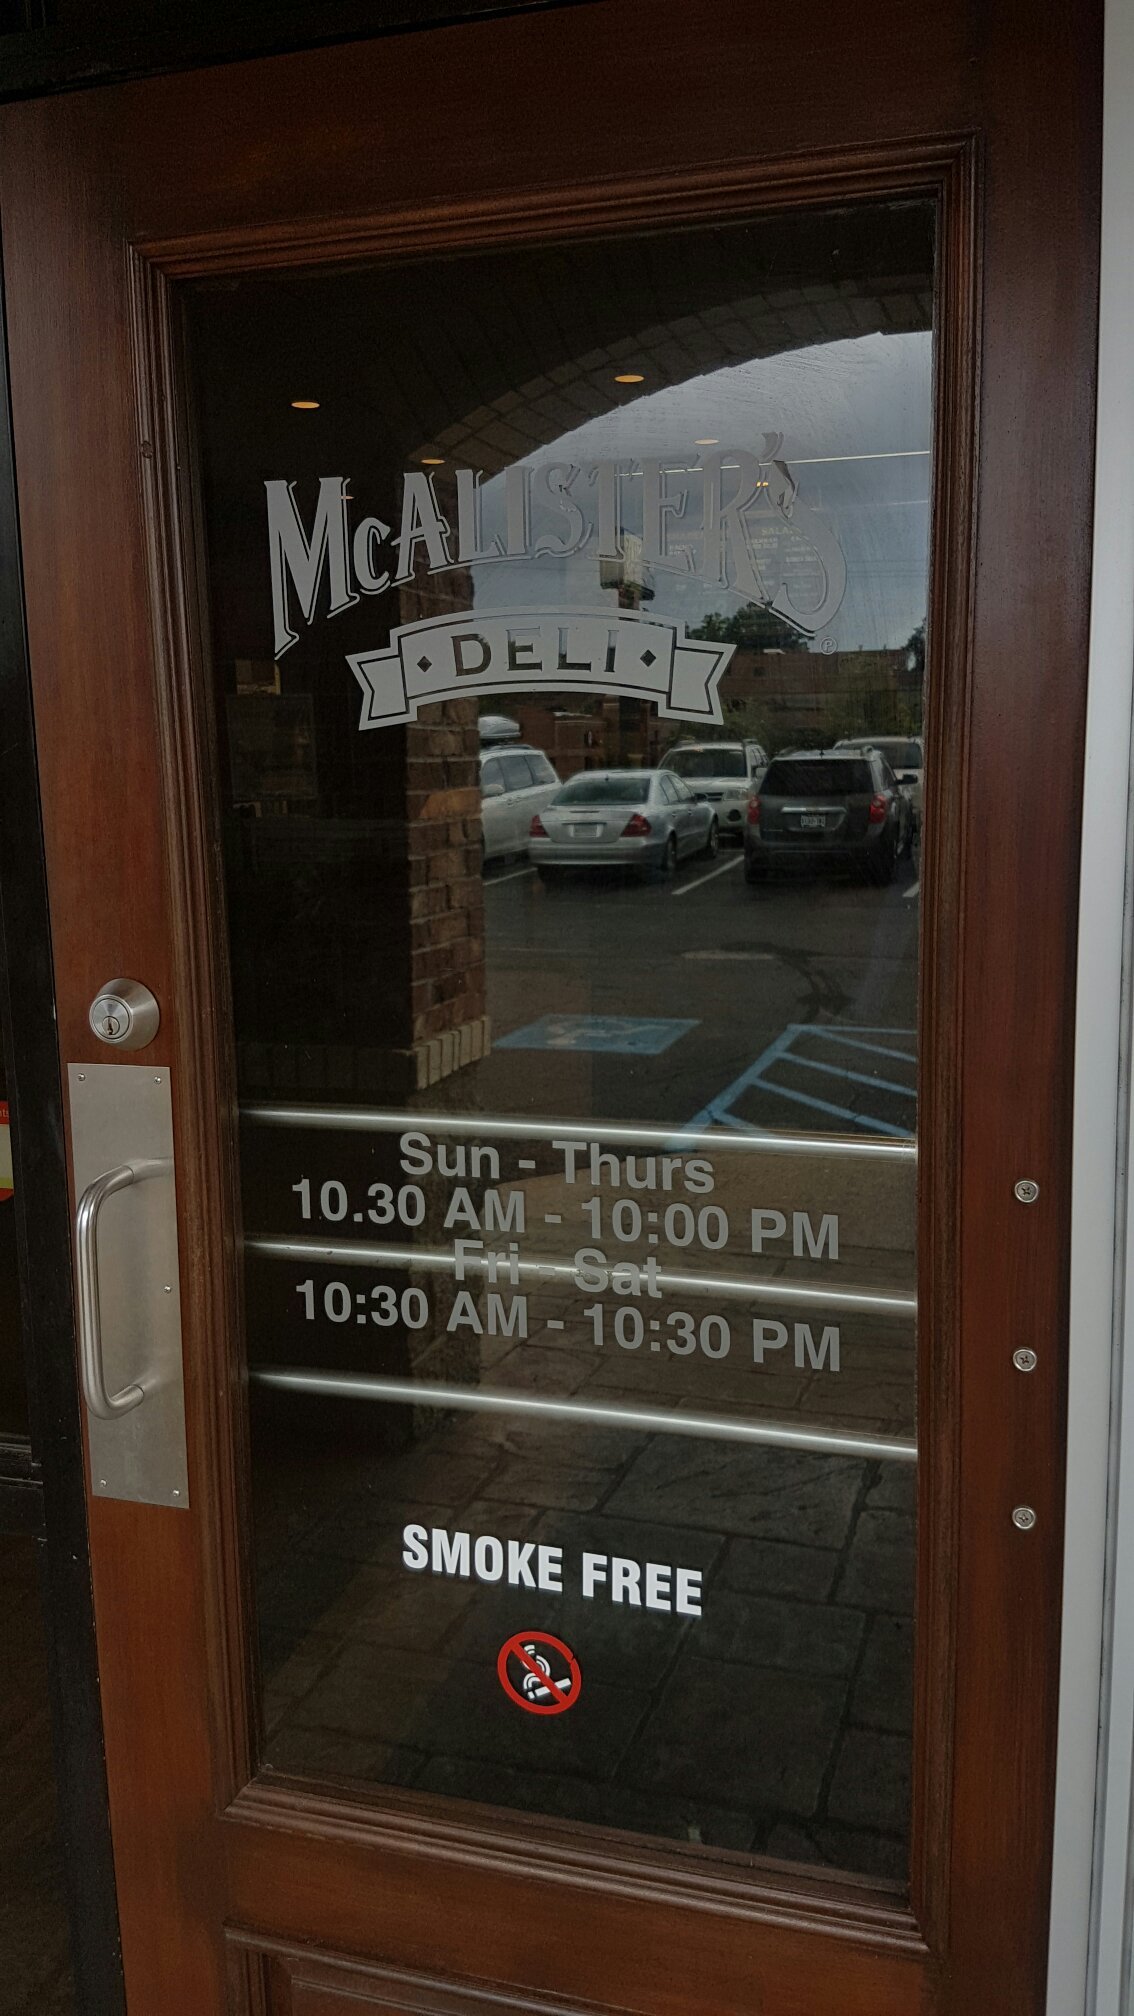 McALISTER'S
DELI
Sun - Thurs
10.30 AM - 10:00 PM
Fri - Sat
10:30 AM - 10:30 PM
SMOKE FREE